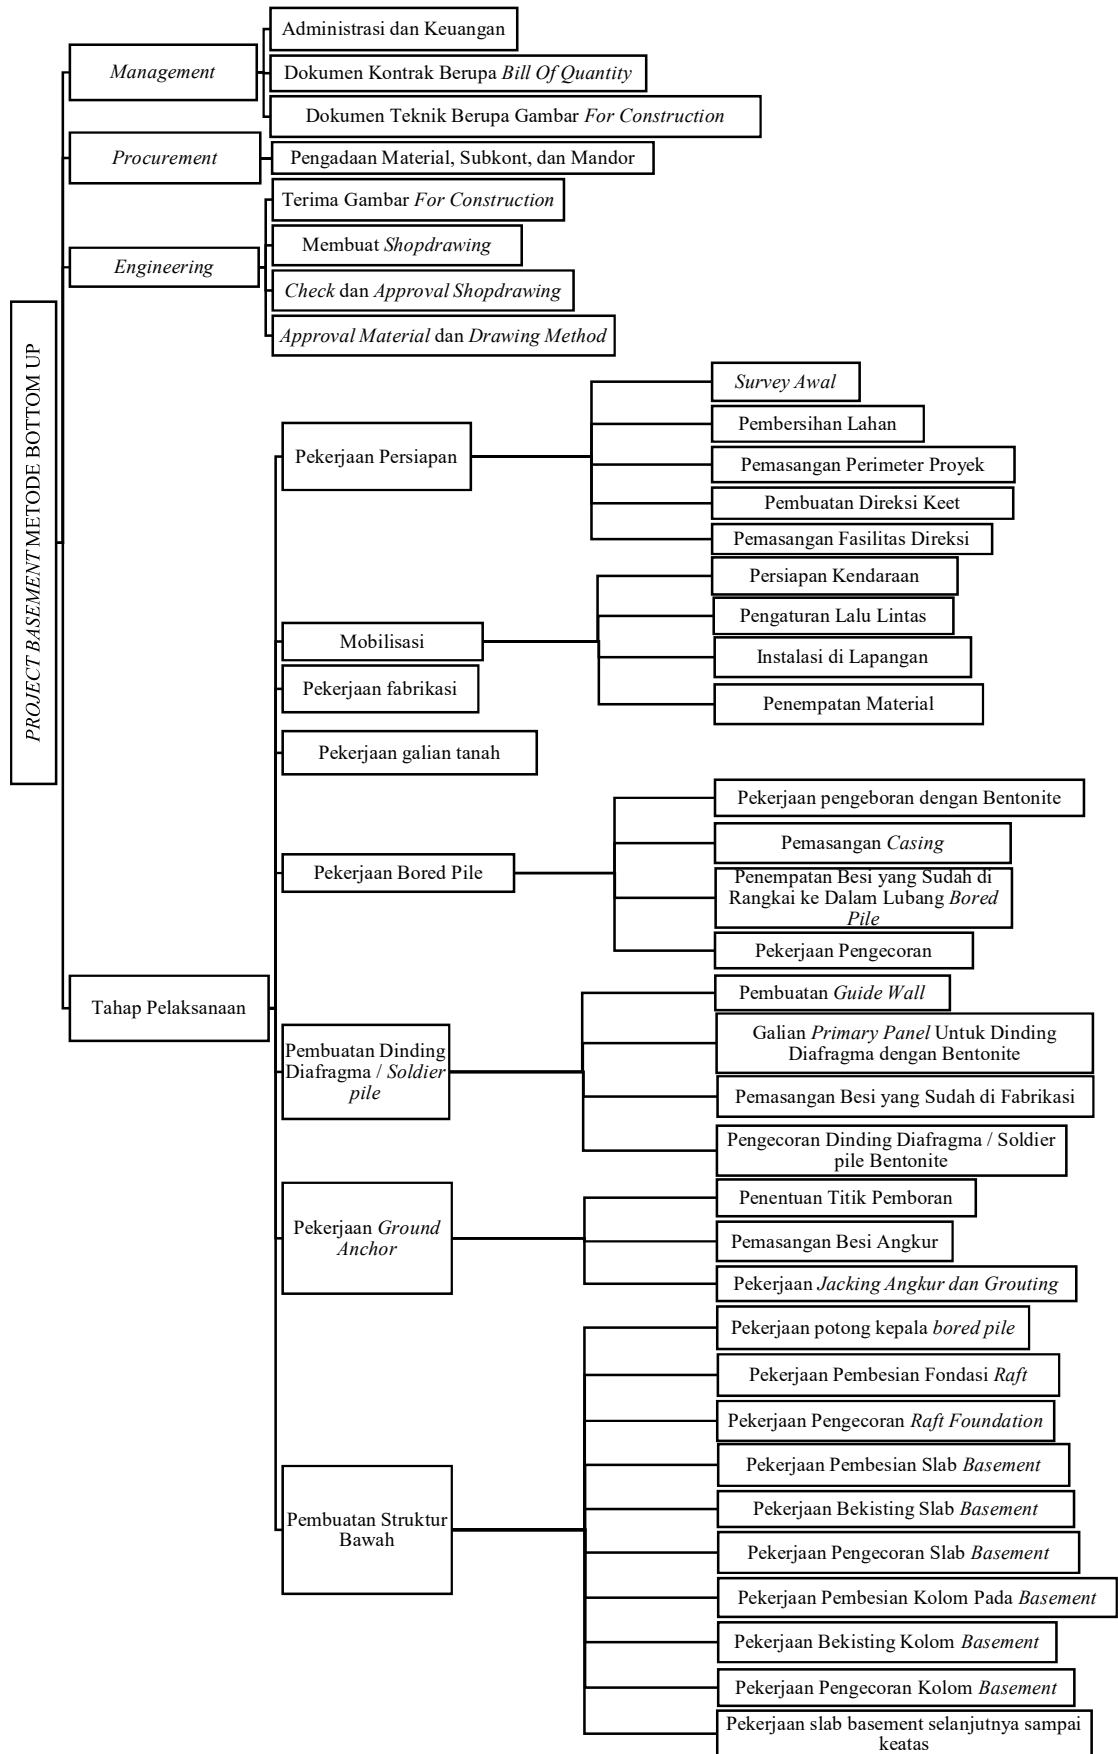 PROJECT BASEMENT METODE BOTTOM UP
Management
Administrasi dan Keuangan
Dokumen Kontrak Berupa Bill Of Quantity
Dokumen Teknik Berupa Gambar For Construction
Procurement
Pengadaan Material, Subkont, dan Mandor
Engineering
Terima Gambar For Construction
Membuat Shopdrawing
Check dan Approval Shopdrawing
Approval Material dan Drawing Method
Tahap Pelaksanaan
Pekerjaan Persiapan
Survey Awal
Pembersihan Lahan
Pemasangan Perimeter Proyek
Pembuatan Direksi Keet
Pemasangan Fasilitas Direksi
Mobilisasi
Persiapan Kendaraan
Pengaturan Lalu Lintas
Instalasi di Lapangan
Penempatan Material
Pekerjaan fabrikasi
Pekerjaan galian tanah
Pekerjaan Bored Pile
Pekerjaan pengeboran dengan Bentonite
Pemasangan Casing
Penempatan Besi yang Sudah di
Rangkai ke Dalam Lubang Bored
Pile
Pekerjaan Pengecoran
Pembuatan Dinding
Diafragma / Soldier
pile
Pembuatan Guide Wall
Galian Primary Panel Untuk Dinding
Diafragma dengan Bentonite
Pemasangan Besi yang Sudah di Fabrikasi
Pengecoran Dinding Diafragma / Soldier
pile Bentonite
Pekerjaan Ground
Anchor
Penentuan Titik Pemboran
Pemasangan Besi Angkur
Pekerjaan Jacking Angkur dan Grouting
Pembuatan Struktur
Bawah
Pekerjaan potong kepala bored pile
Pekerjaan Pembesian Fondasi Raft
Pekerjaan Pengecoran Raft Foundation
Pekerjaan Pembesian Slab Basement
Pekerjaan Bekisting Slab Basement
Pekerjaan Pengecoran Slab Basement
Pekerjaan Pembesian Kolom Pada Basement
Pekerjaan Bekisting Kolom Basement
Pekerjaan Pengecoran Kolom Basement
Pekerjaan slab basement selanjutnya sampai
keatas